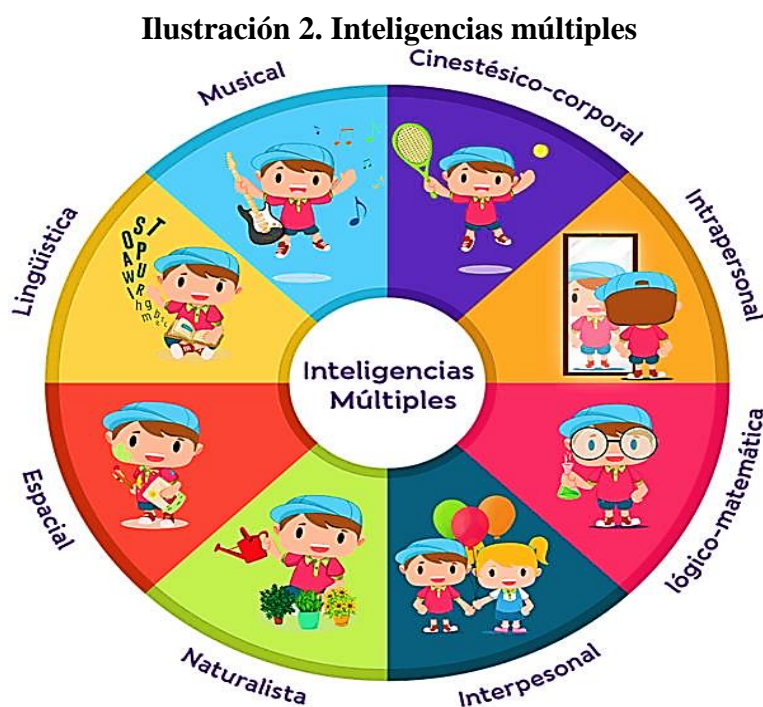 Ilustración 2. Inteligencias múltiples
Musical
Cinestésico-corporal
Lingüística
Intrapersonal
Inteligencias
Múltiples
Espacial
lógico-matemática
Naturalista
Interpesonal